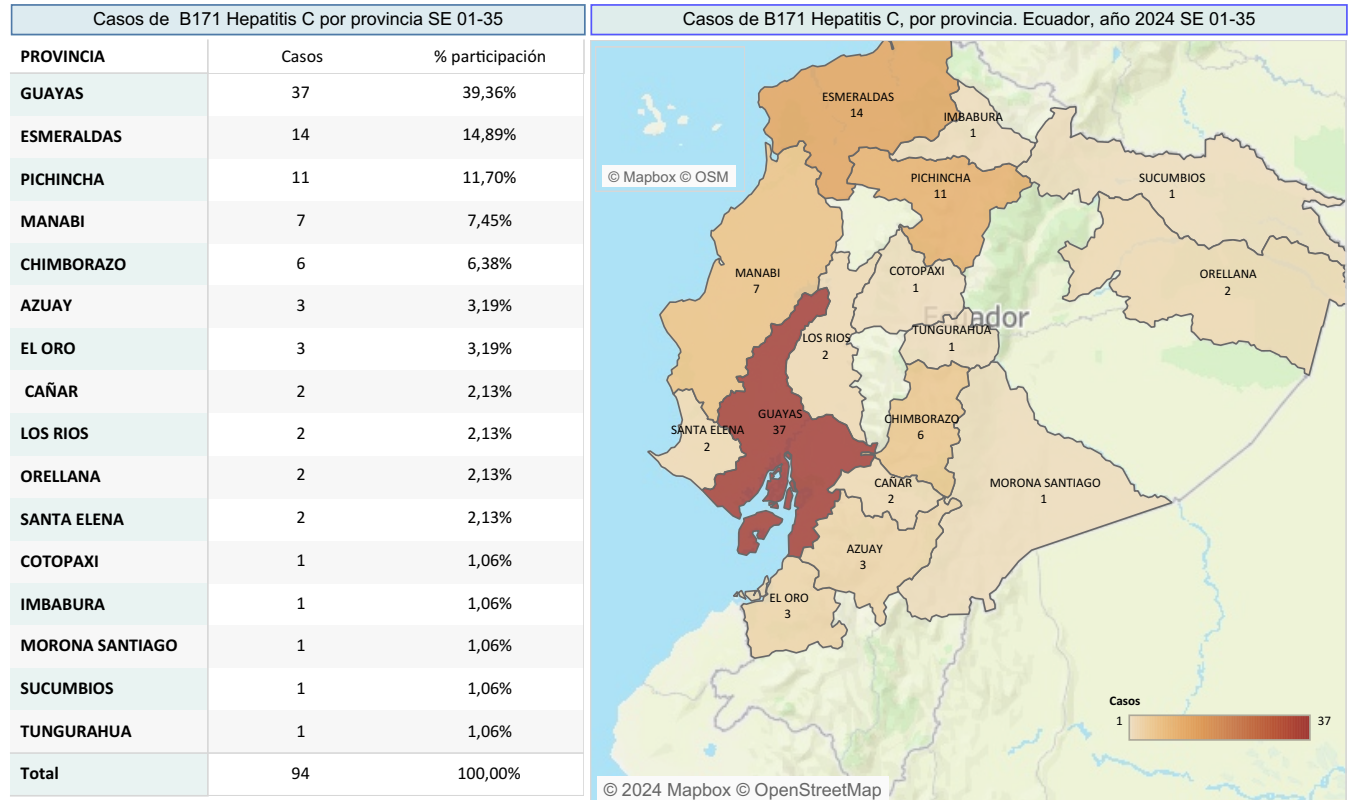 Casos de B171 Hepatitis C por provincia SE 01-35
PROVINCIA Casos % participación
GUAYAS 37 39,36%
ESMERALDAS 14 14,89%
PICHINCHA 11 11,70%
MANABI 7 7,45%
CHIMBORAZO 6 6,38%
AZUAY 3 3,19%
EL ORO 3 3,19%
CAÑAR 2 2,13%
LOS RIOS 2 2,13%
ORELLANA 2 2,13%
SANTA ELENA 2 2,13%
COTOPAXI 1 1,06%
IMBABURA 1 1,06%
MORONA SANTIAGO 1 1,06%
SUCUMBIOS 1 1,06%
TUNGURAHUA 1 1,06%
Total 94 100,00%
Casos de B171 Hepatitis C, por provincia. Ecuador, año 2024 SE 01-35
ESMERALDAS
14
IMBABURA
1
© Mapbox © OSM
PICHINCHA
11
SUCUMBIOS
1
MANABI
7
COTOPAXI
1
ORELLANA
2
Ecuador
TUNGURAHUA
1
LOS RIOS
2
GUAYAS
37
SANTA ELENA
2
CHIMBORAZO
6
CAÑAR
2
MORONA SANTIAGO
1
AZUAY
3
EL ORO
3
Casos
1 37
© 2024 Mapbox © OpenStreetMap